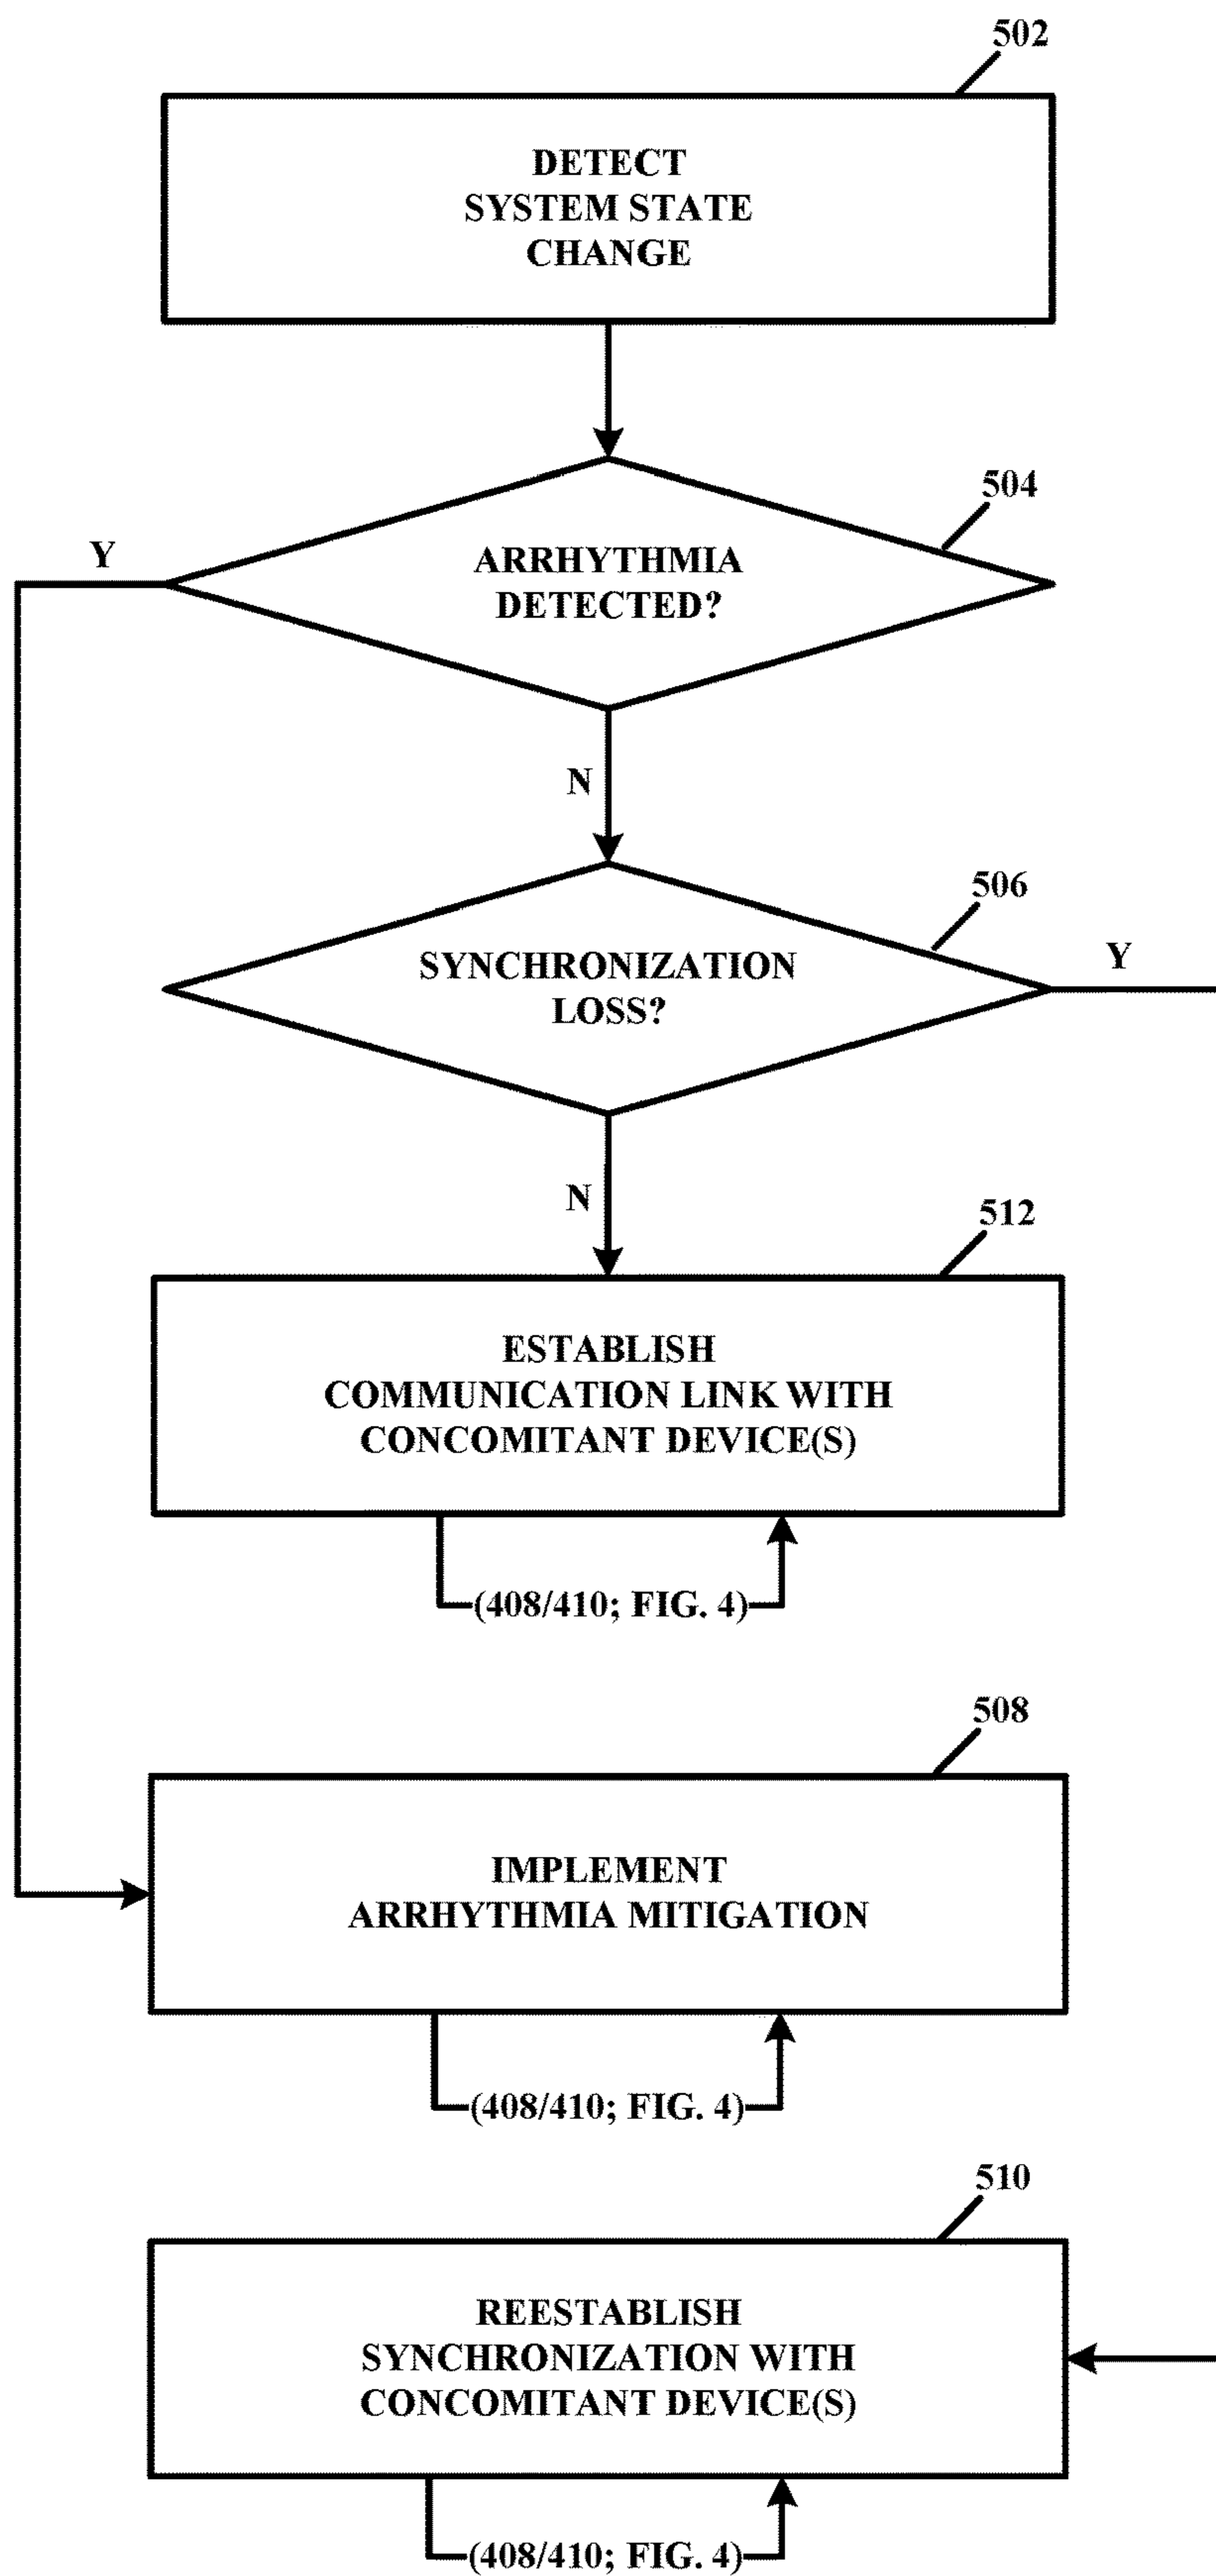 502
DETECT
SYSTEM STATE
CHANGE
504
Y
ARRHYTHMIA
DETECTED?
N
506
Y
SYNCHRONIZATION
LOSS?
N
512
ESTABLISH
COMMUNICATION LINK WITH
CONCOMITANT DEVICE(S)
(408/410; FIG. 4)
508
IMPLEMENT
ARRHYTHMIA MITIGATION
(408/410; FIG. 4)
510
REESTABLISH
SYNCHRONIZATION WITH
CONCOMITANT DEVICE(S)
(408/410; FIG. 4)